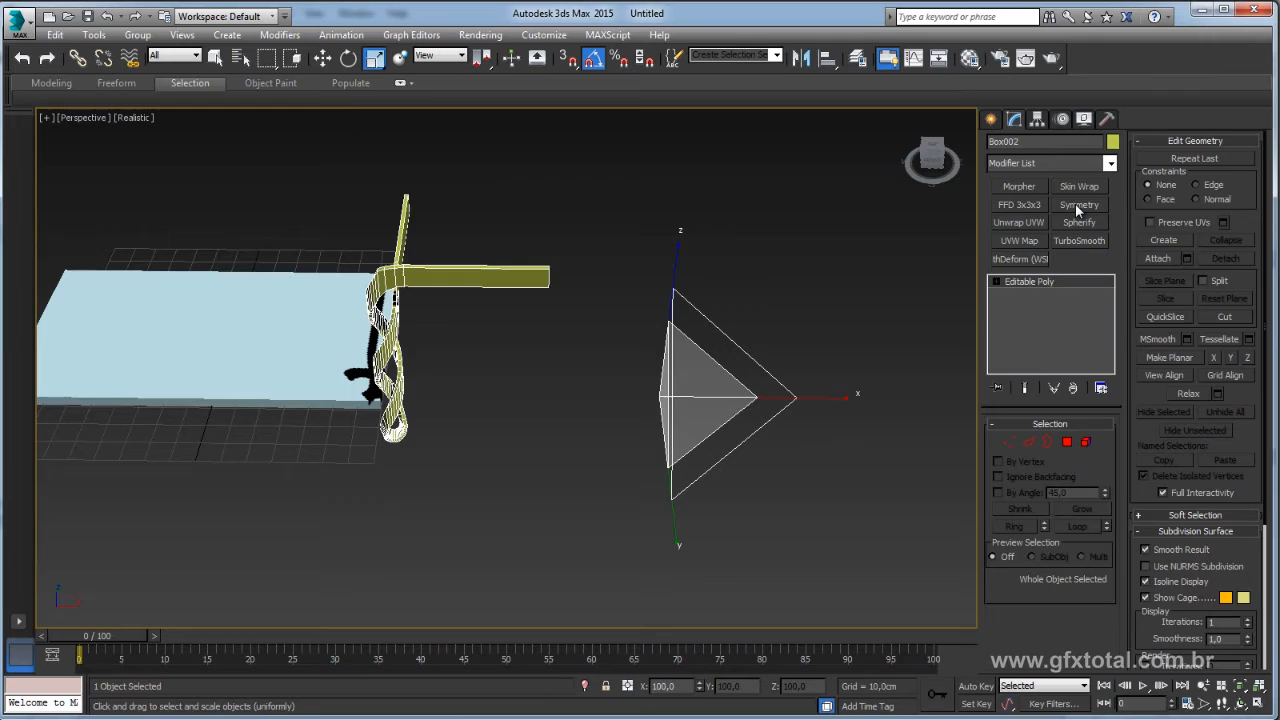 Workspace: Default
Autodesk 3ds Max 2015 Untitled
Type a keyword or phrase
MAX
Edit Tools Group Views Create Modifiers Animation Graph Editors Rendering Customize MAXScript Help
All
View
Create Selection Se
Modeling Freeform Selection Object Paint Populate
[+] [Perspective] [Realistic]
Box002
Modifier List
Morpher Skin Wrap
FFD 3x3x3 Symmetry
Unwrap UVW Spherify
UVW Map TurboSmooth
thDeform (WSI
Editable Poly
Selection
By Vertex
Ignore Backfacing
By Angle: 45,0
Shrink Grow
Ring Loop
Preview Selection
Off SubObj Multi
Whole Object Selected
Edit Geometry
Repeat Last
Constraints
None Edge
Face Normal
Preserve UVs
Create Collapse
Attach Detach
Slice Plane Split
Slice Reset Plane
QuickSlice Cut
MSmooth Tessellate
Make Planar X Y Z
View Align Grid Align
Relax
Hide Selected Unhide All
Hide Unselected
Named Selections:
Copy Paste
Delete Isolated Vertices
Full Interactivity
Soft Selection
Subdivision Surface
Smooth Result
Use NURMS Subdivision
Isoline Display
Show Cage......
Display
Iterations: 1
Smoothness: 1,0
Render
z
x
y
z
0 / 100
0 5 10 15 20 25 30 35 40 45 50 55 60 65 70 75 80 85 90 95 100
www.gfxtotal.com.br
1 Object Selected
X: 100,0 Y: 100,0 Z: 100,0
Grid = 10,0cm
Auto Key Selected
Welcome to M
Click and drag to select and scale objects (uniformly)
Add Time Tag
Set Key Key Filters...
0